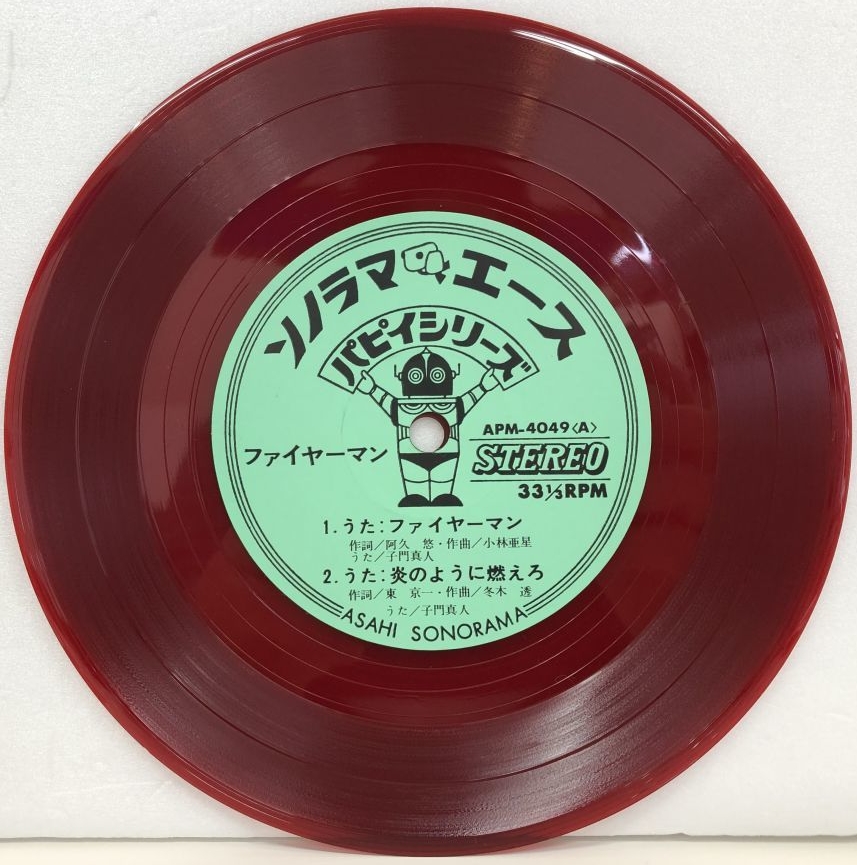 ソノラマエース
パピイシリーズ
ファイヤーマン
APM-4049〈A〉
STEREO
33⅓RPM
1.うた:ファイヤーマン
作詞/阿久 悠・作曲/小林亜星
うた/子門真人
2.うた:炎のように燃えろ
作詞/東 京一・作曲/冬木 透
うた/子門真人
ASAHI SONORAMA